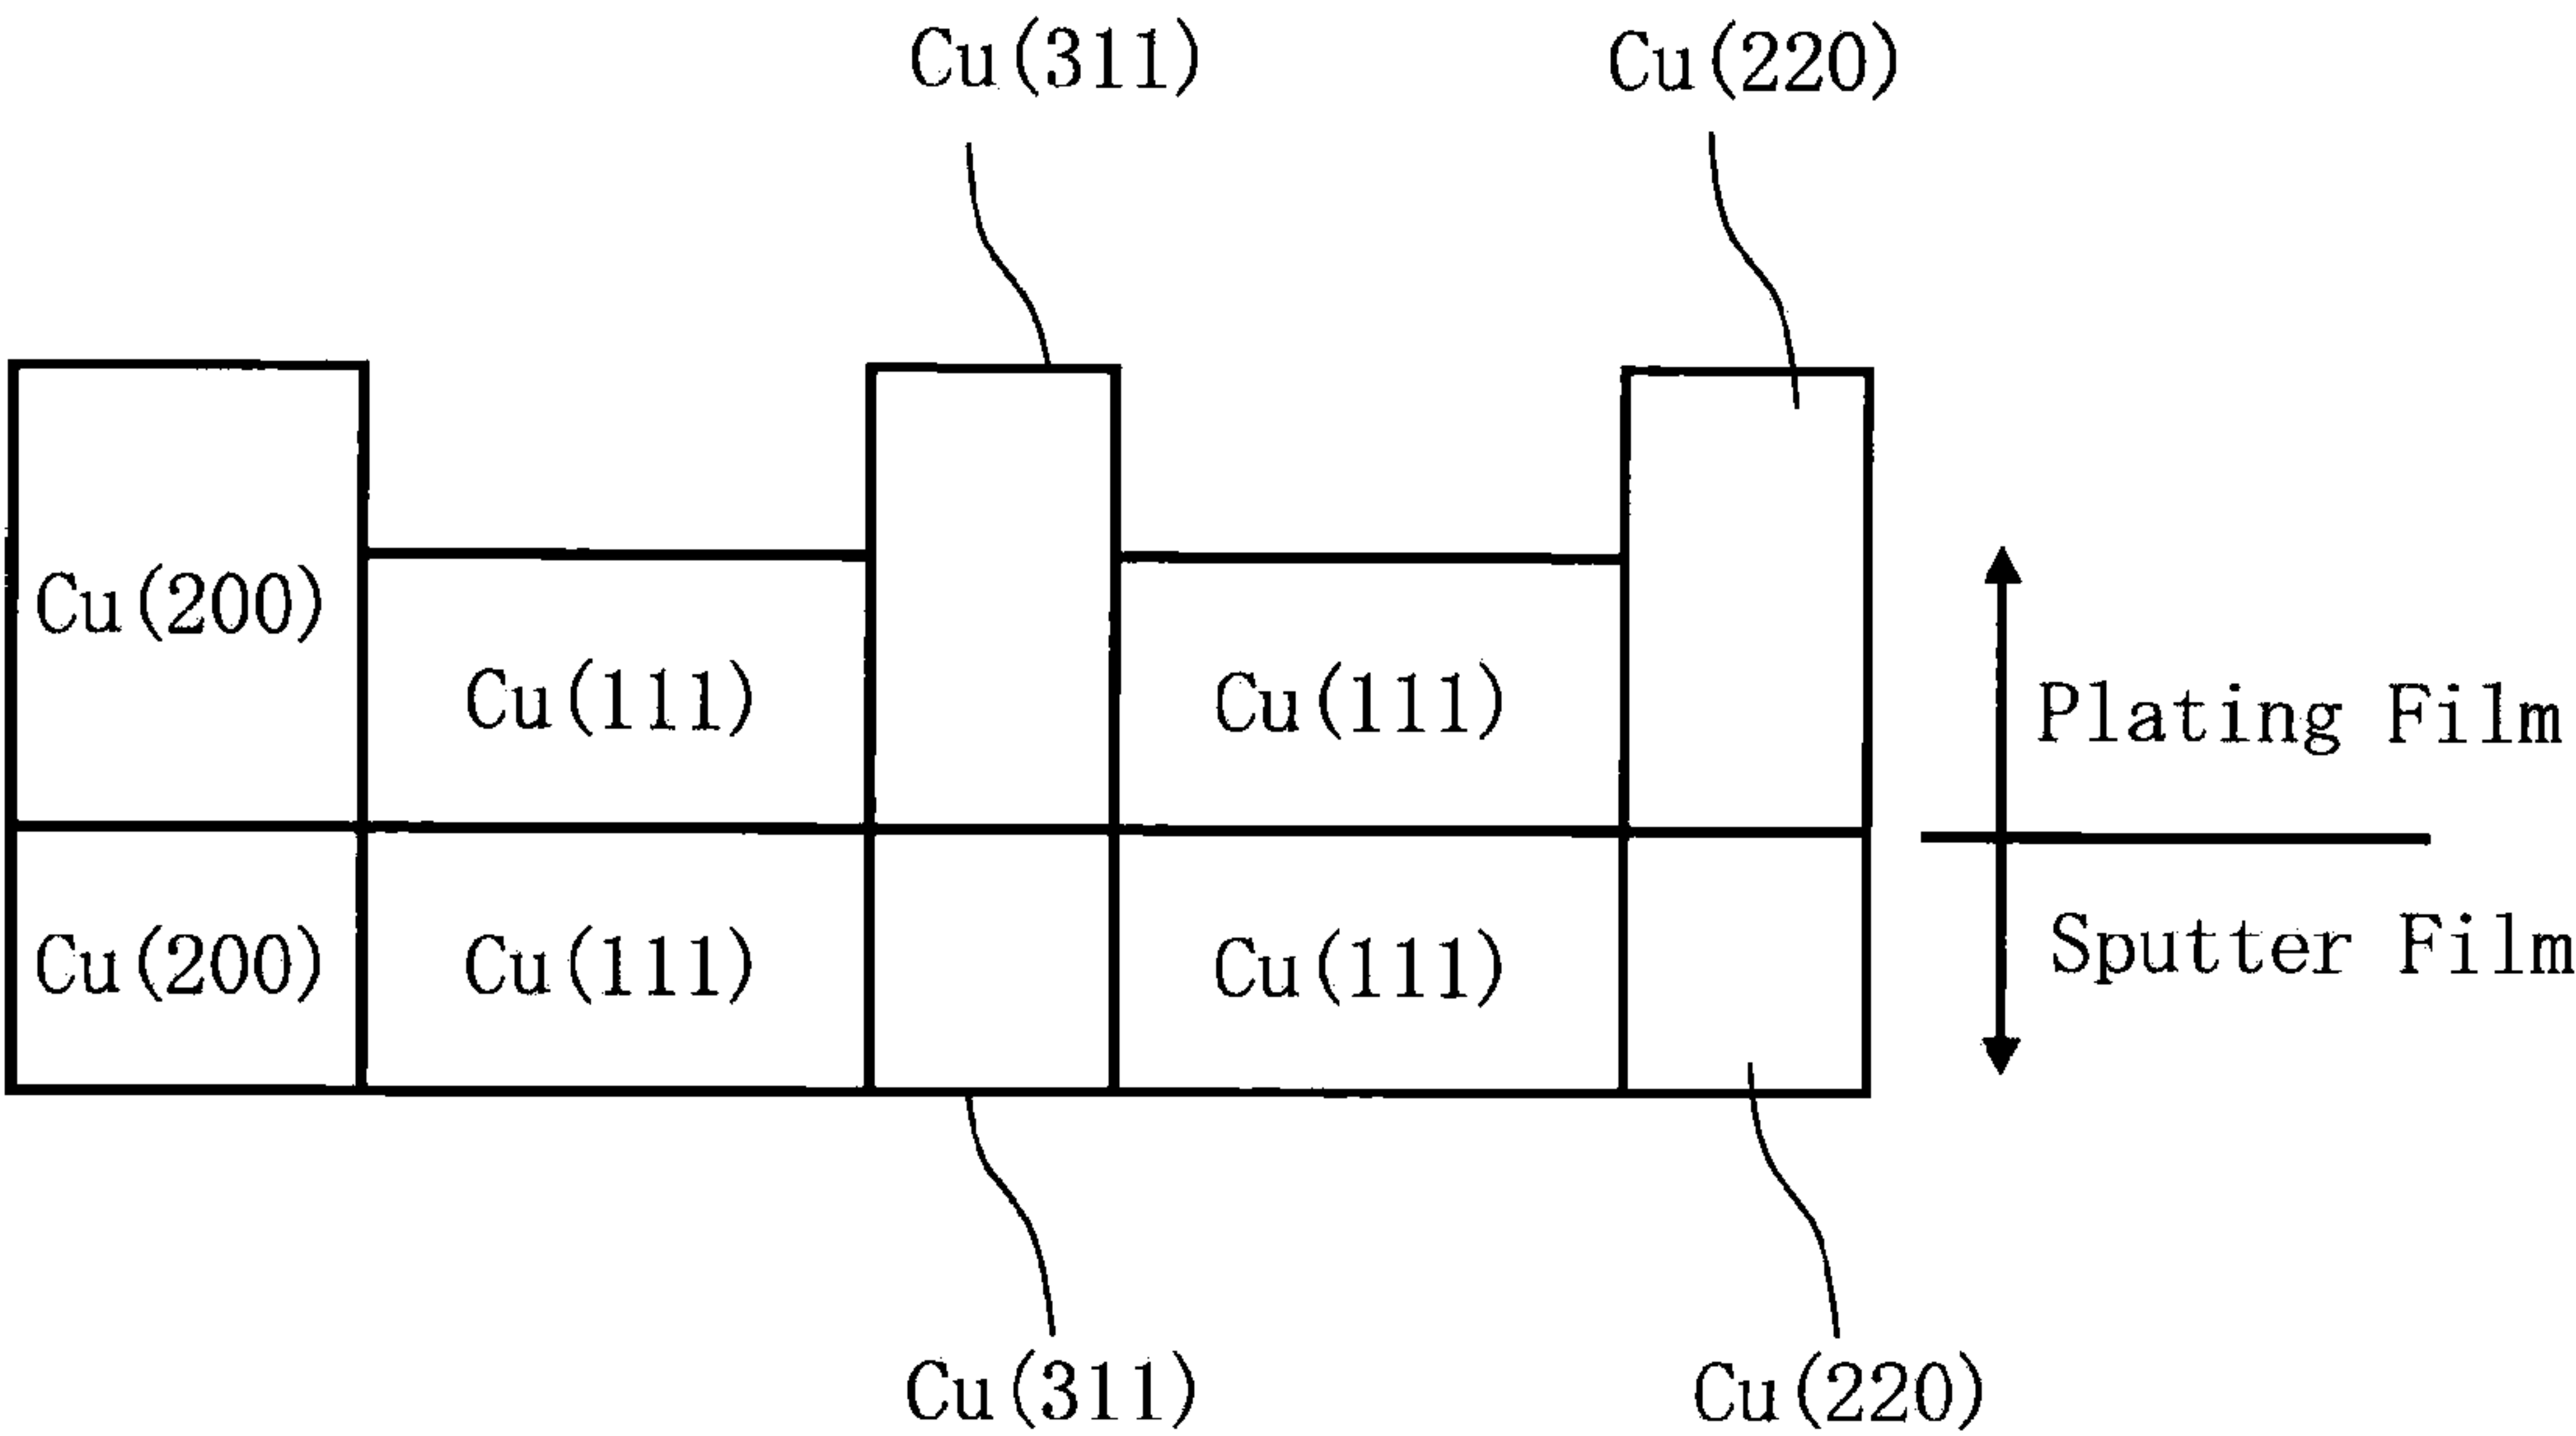 Cu(311)
Cu(220)
Cu(200)
Cu(111)
Cu(111)
Plating Film
Cu(200)
Cu(111)
Cu(111)
Sputter Film
Cu(311)
Cu(220)